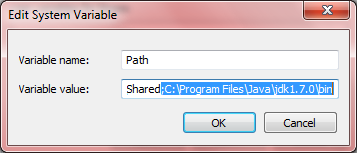 Edit System Variable
Variable name: Path
Variable value: Shared;C:\Program Files\Java\jdk1.7.0\bin
OK Cancel